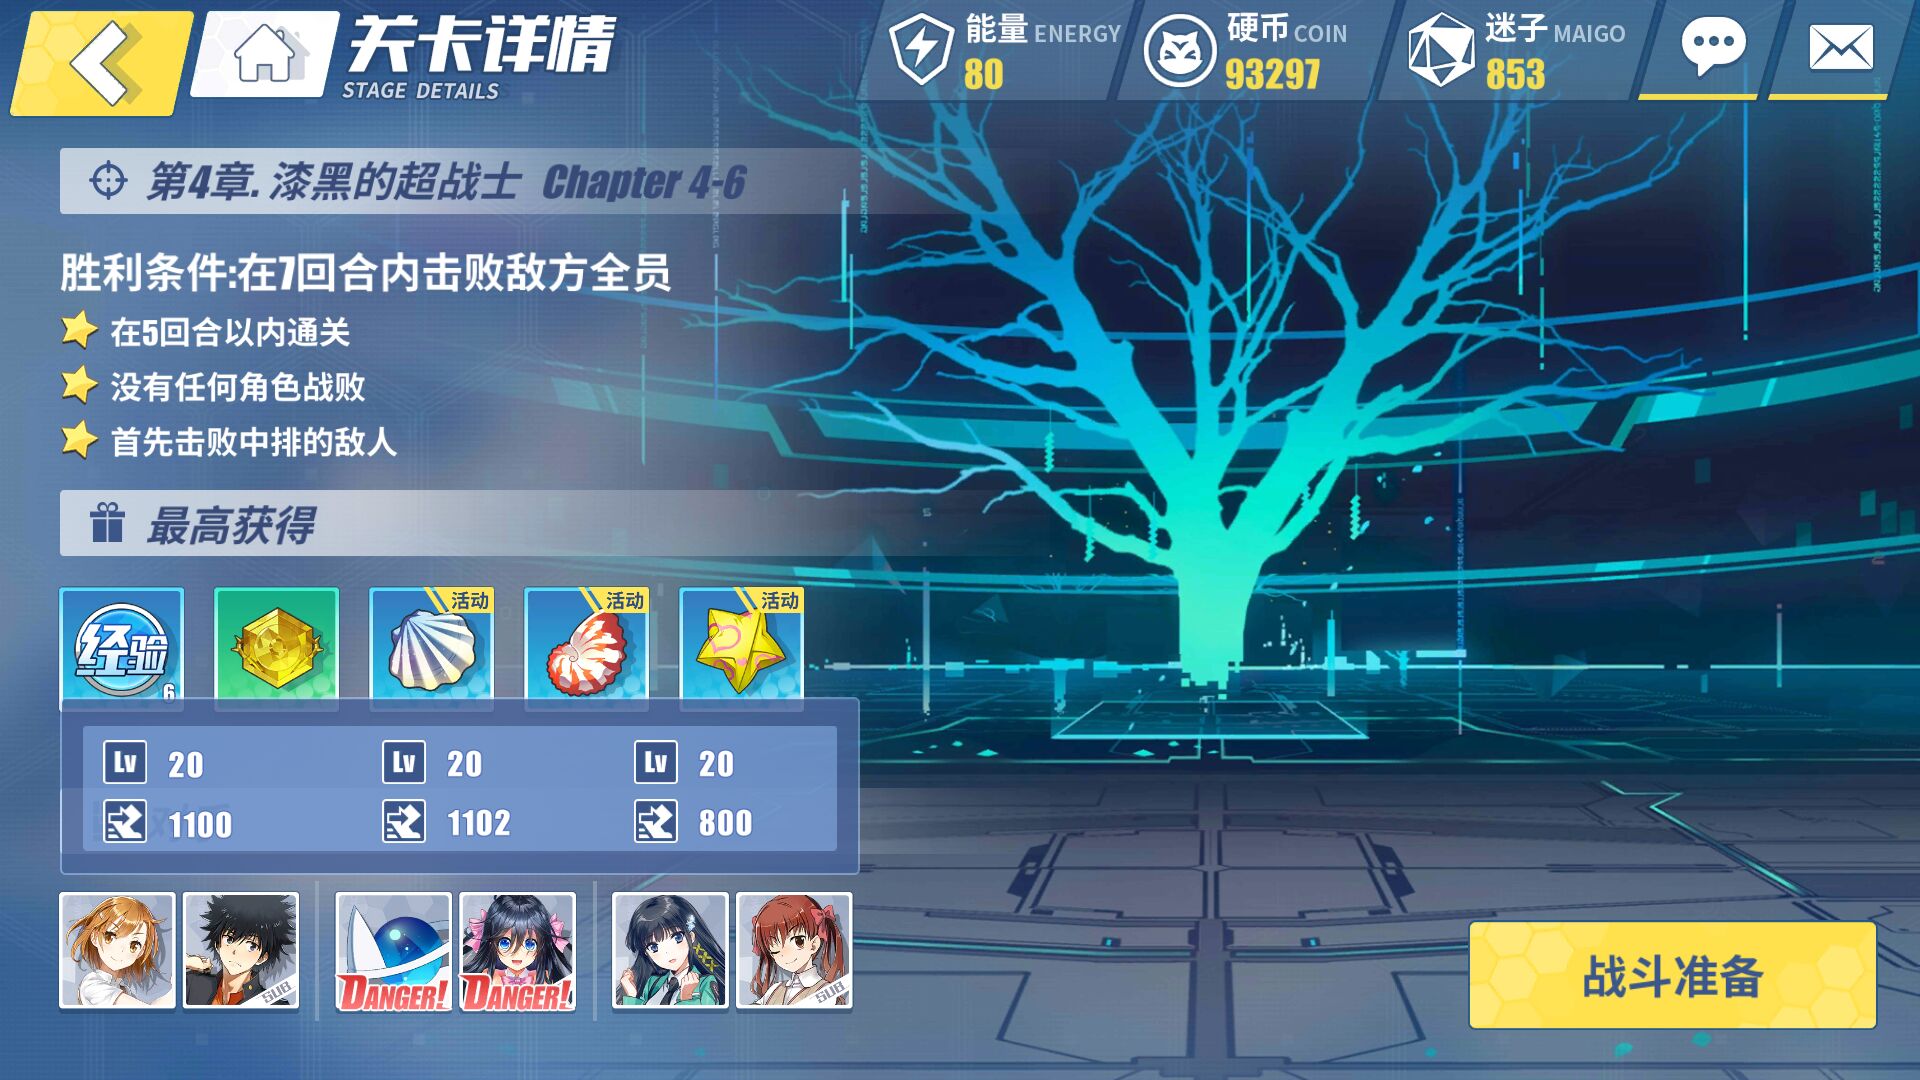 关卡详情
STAGE DETAILS
能量 ENERGY
80
硬币 COIN
93297
迷子 MAIGO
853
第4章.漆黑的超战士 Chapter 4-6
胜利条件:在7回合内击败敌方全员
在5回合以内通关
没有任何角色战败
首先击败中排的敌人
最高获得
经验
6
活动
活动
活动
Lv 20
Lv 20
Lv 20
1100
1102
800
SUB
DANGER!
DANGER!
SUB
战斗准备